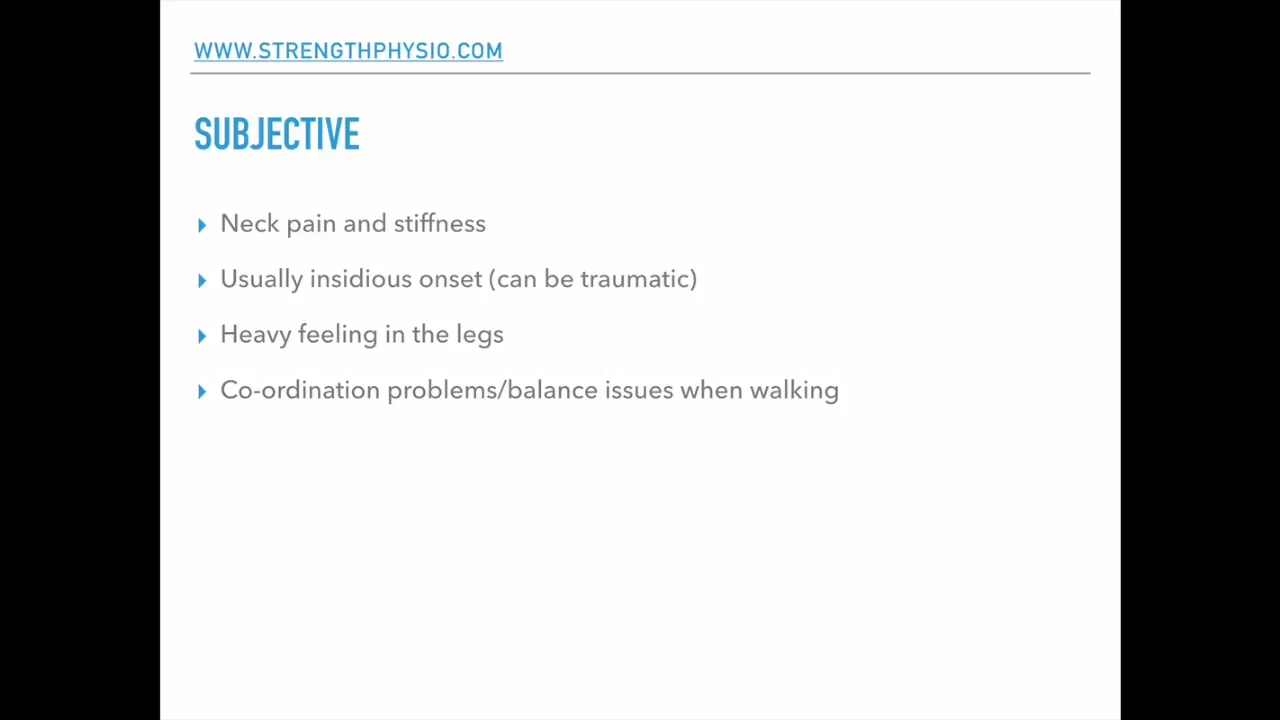 WWW.STRENGTHPHYSIO.COM
SUBJECTIVE
Neck pain and stiffness
Usually insidious onset (can be traumatic)
Heavy feeling in the legs
Co-ordination problems/balance issues when walking